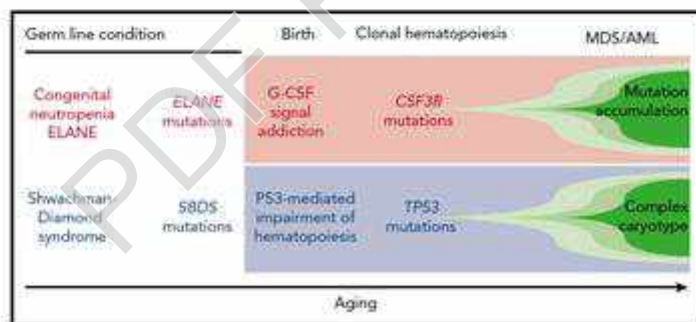 Germ line condition
Birth
Clonal hematopoiesis
MDS/AML
Congenital
neutropenia
ELANE
ELANE
mutations
G-CSF
signal
addiction
CSF3R
mutations
Mutation
accumulation
Shwachman-
Diamond
syndrome
SBDS
mutations
P53-mediated
impairment of
hematopoiesis
TP53
mutations
Complex
caryotype
Aging
PDF